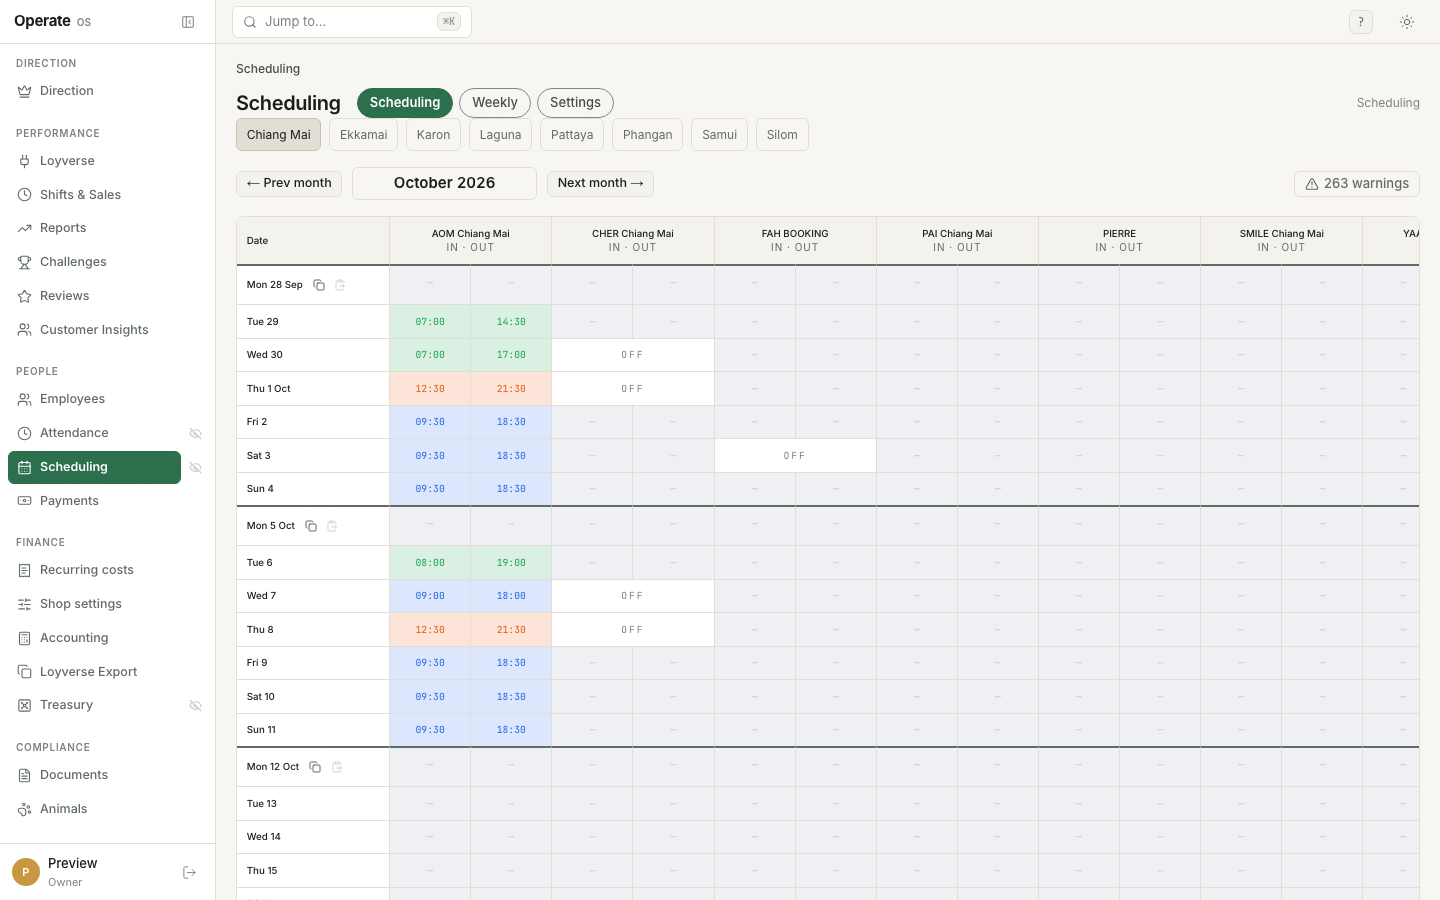 Operate OS
Jump to... ⌘K
?
DIRECTION
Direction
PERFORMANCE
Loyverse
Shifts & Sales
Reports
Challenges
Reviews
Customer Insights
PEOPLE
Employees
Attendance
Scheduling
Payments
FINANCE
Recurring costs
Shop settings
Accounting
Loyverse Export
Treasury
COMPLIANCE
Documents
Animals
P
Preview
Owner
Scheduling
Scheduling Scheduling Weekly Settings Scheduling
Chiang Mai Ekkamai Karon Laguna Pattaya Phangan Samui Silom
← Prev month October 2026 Next month → 263 warnings
Date AOM Chiang Mai CHER Chiang Mai FAH BOOKING PAI Chiang Mai PIERRE SMILE Chiang Mai
IN · OUT IN · OUT IN · OUT IN · OUT IN · OUT IN · OUT
Mon 28 Sep – – – – – – – – – – – – –
Tue 29 07:00 14:30 – – – – – – – – – – –
Wed 30 07:00 17:00 OFF – – – – – – – – –
Thu 1 Oct 12:30 21:30 OFF – – – – – – – – –
Fri 2 09:30 18:30 – – – – – – – – – – –
Sat 3 09:30 18:30 – – OFF – – – – – – –
Sun 4 09:30 18:30 – – – – – – – – – – –
Mon 5 Oct – – – – – – – – – – – – –
Tue 6 08:00 19:00 – – – – – – – – – – –
Wed 7 09:00 18:00 OFF – – – – – – – – –
Thu 8 12:30 21:30 OFF – – – – – – – – –
Fri 9 09:30 18:30 – – – – – – – – – – –
Sat 10 09:30 18:30 – – – – – – – – – – –
Sun 11 09:30 18:30 – – – – – – – – – – –
Mon 12 Oct – – – – – – – – – – – – –
Tue 13 – – – – – – – – – – – – –
Wed 14 – – – – – – – – – – – – –
Thu 15 – – – – – – – – – – – – –